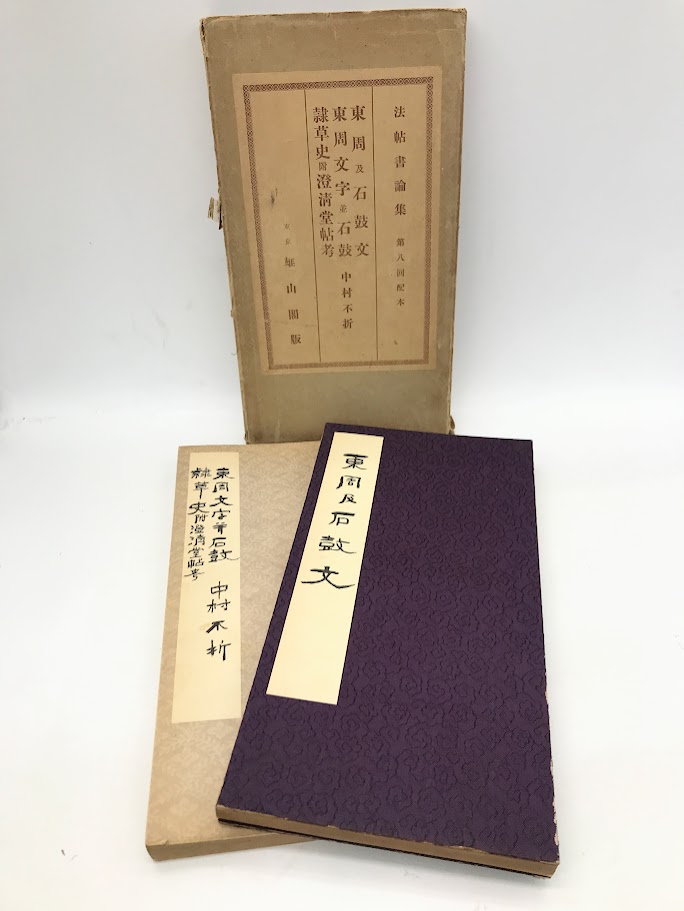 法帖書論集 第八回配本
東周及石鼓文
東周文字並石鼓 中村不折
隷草史附澄清堂帖考
東京 雄山閣版
東周文字並石鼓 中村不折
隷草史附澄清堂帖考
東周及石鼓文